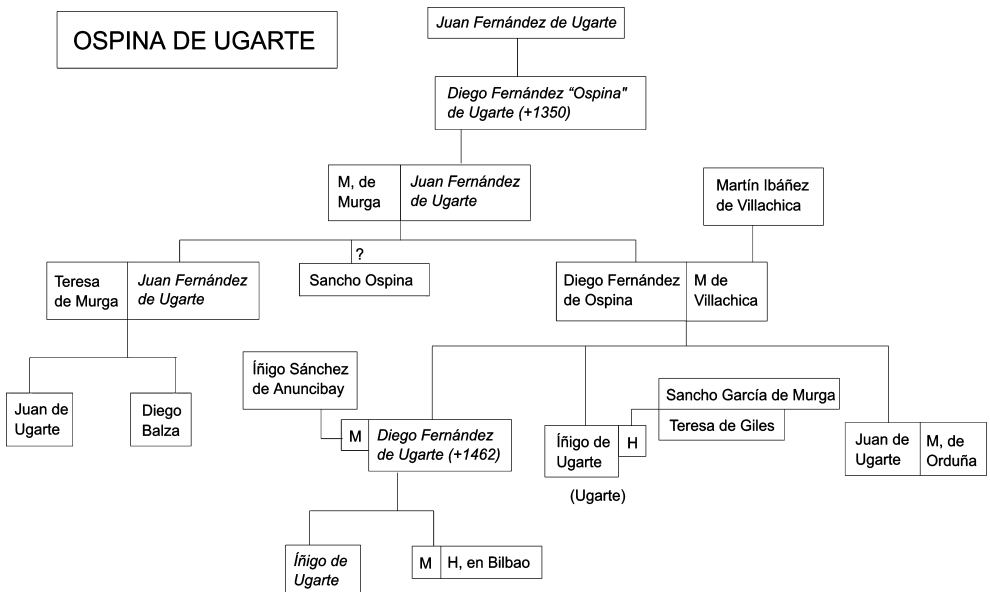 OSPINA DE UGARTE
Juan Fernández de Ugarte
Diego Fernández “Ospina"
de Ugarte (+1350)
M, de
Murga
Juan Fernández
de Ugarte
Martín Ibáñez
de Villachica
Teresa
de Murga
Juan Fernández
de Ugarte
?
Sancho Ospina
Diego Fernández
de Ospina
M de
Villachica
Juan de
Ugarte
Diego
Balza
Íñigo Sánchez
de Anuncibay
M
Diego Fernández
de Ugarte (+1462)
Íñigo de
Ugarte
H
(Ugarte)
Sancho García de Murga
Teresa de Giles
Juan de
Ugarte
M, de
Orduña
Íñigo de
Ugarte
M
H, en Bilbao